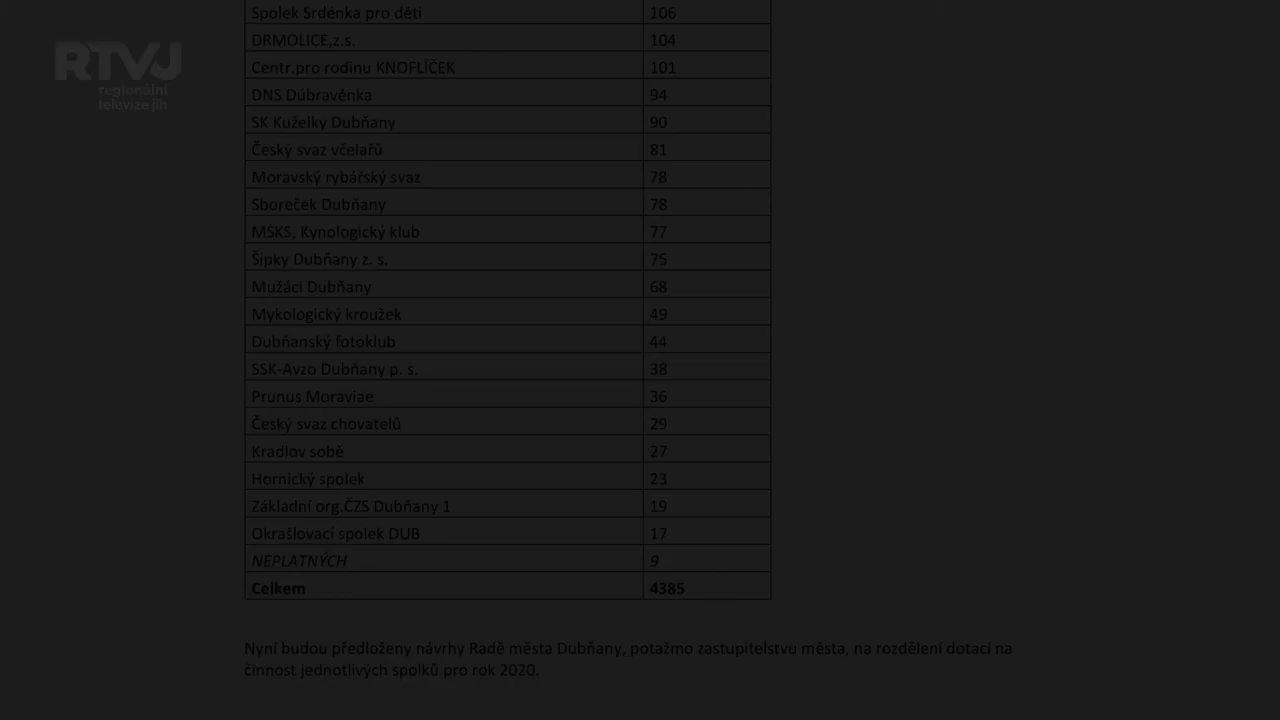 RTVJ
regionální
televize jih
Spolek Srdénka pro děti 106
DRMOLICE,z.s. 104
Centr.pro rodinu KNOFLÍČEK 101
DNS Dúbravěnka 94
SK Kuželky Dubňany 90
Český svaz včelařů 81
Moravský rybářský svaz 78
Sboreček Dubňany 78
MSKS, Kynologický klub 77
Šipky Dubňany z. s. 75
Mužáci Dubňany 68
Mykologický kroužek 49
Dubňanský fotoklub 44
SSK-Avzo Dubňany p. s. 38
Prunus Moraviae 36
Český svaz chovatelů 29
Kradlov sobě 27
Hornický spolek 23
Základní org.ČZS Dubňany 1 19
Okrašlovací spolek DUB 17
NEPLATNÝCH 9
Celkem 4385
Nyní budou předloženy návrhy Radě města Dubňany, potažmo zastupitelstvu města, na rozdělení dotací na
činnost jednotlivých spolků pro rok 2020.